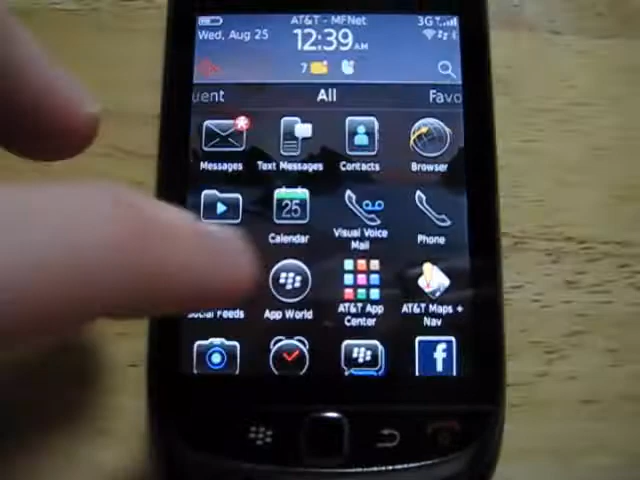 AT&T - MFNet
3G
Wed, Aug 25
12:39 AM
7
uent
All
Favo
Messages
Text Messages
Contacts
Browser
25
Calendar
Visual Voice
Mail
Phone
Social Feeds
App World
AT&T App
Center
AT&T Maps +
Nav
f